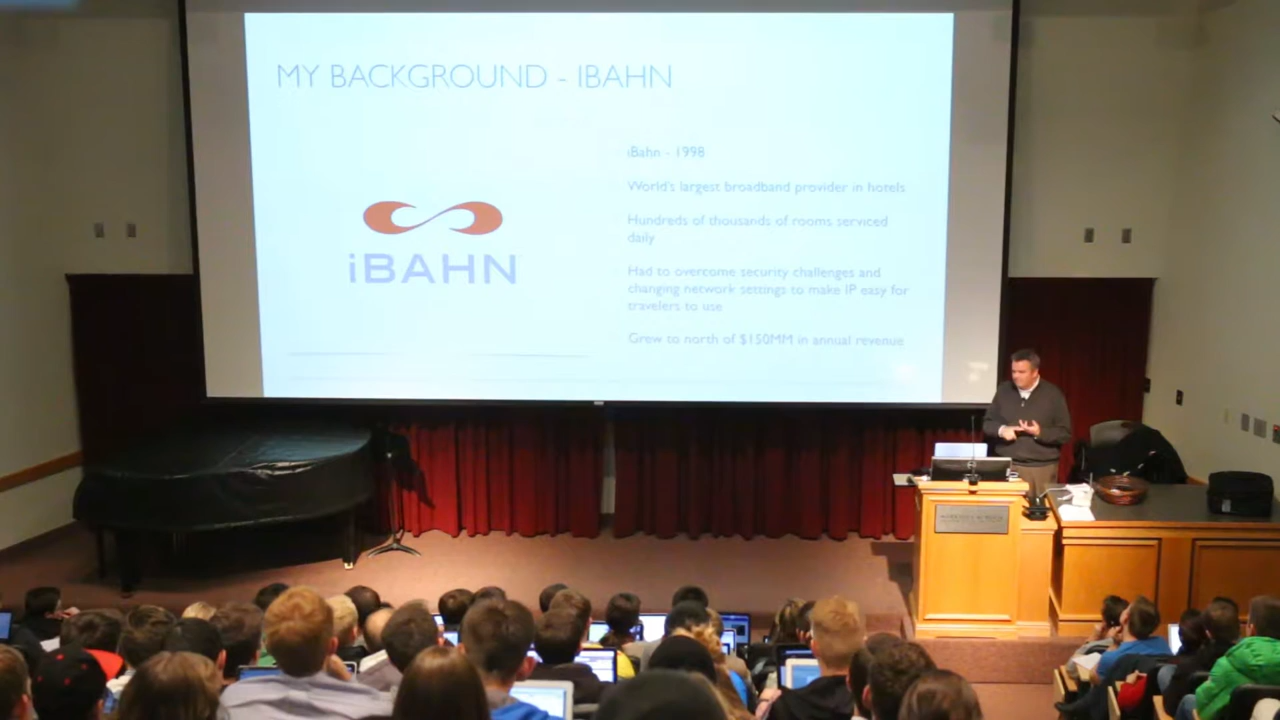 MY BACKGROUND - IBAHN
iBahn - 1998
World's largest broadband provider in hotels
Hundreds of thousands of rooms serviced
daily
iBAHN
Had to overcome security challenges and
changing network settings to make IP easy for
travelers to use
Grew to north of $150MM in annual revenue